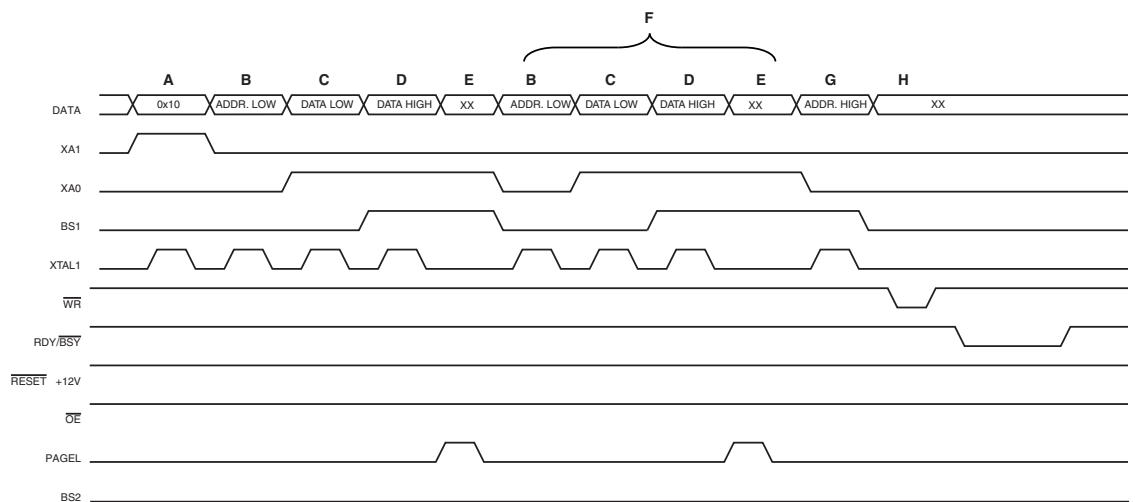 F
A B C D E B C D E G H
DATA 0x10 ADDR. LOW DATA LOW DATA HIGH XX ADDR. LOW DATA LOW DATA HIGH XX ADDR. HIGH XX
XA1
XA0
BS1
XTAL1
WR
RDY/BSY
RESET +12V
OE
PAGEL
BS2